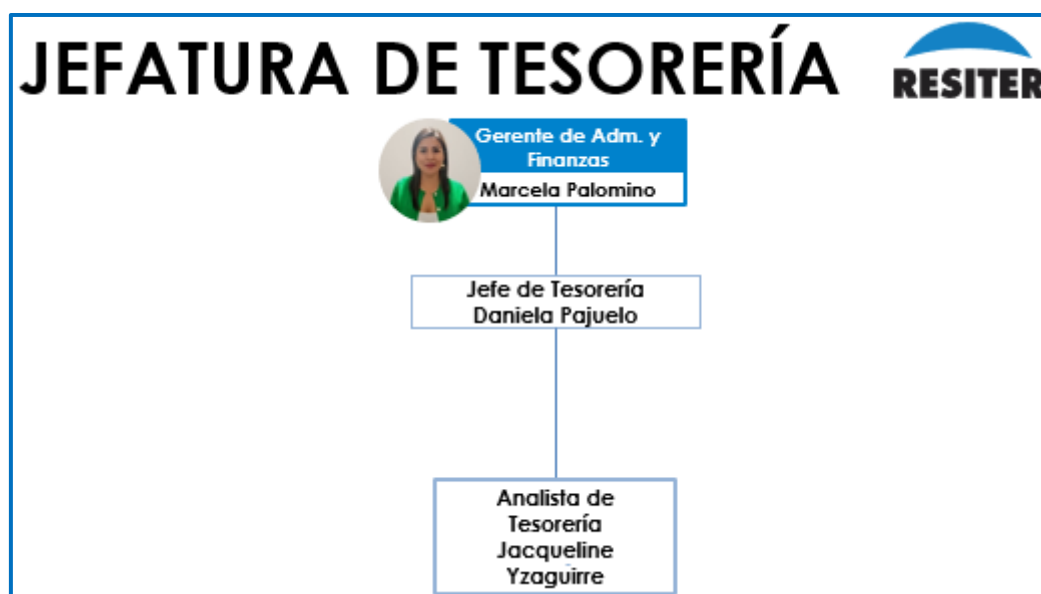 JEFATURA DE TESORERÍA
RESITER
Gerente de Adm. y
Finanzas
Marcela Palomino
Jefe de Tesorería
Daniela Pajuelo
Analista de
Tesorería
Jacqueline
Yzaguirre